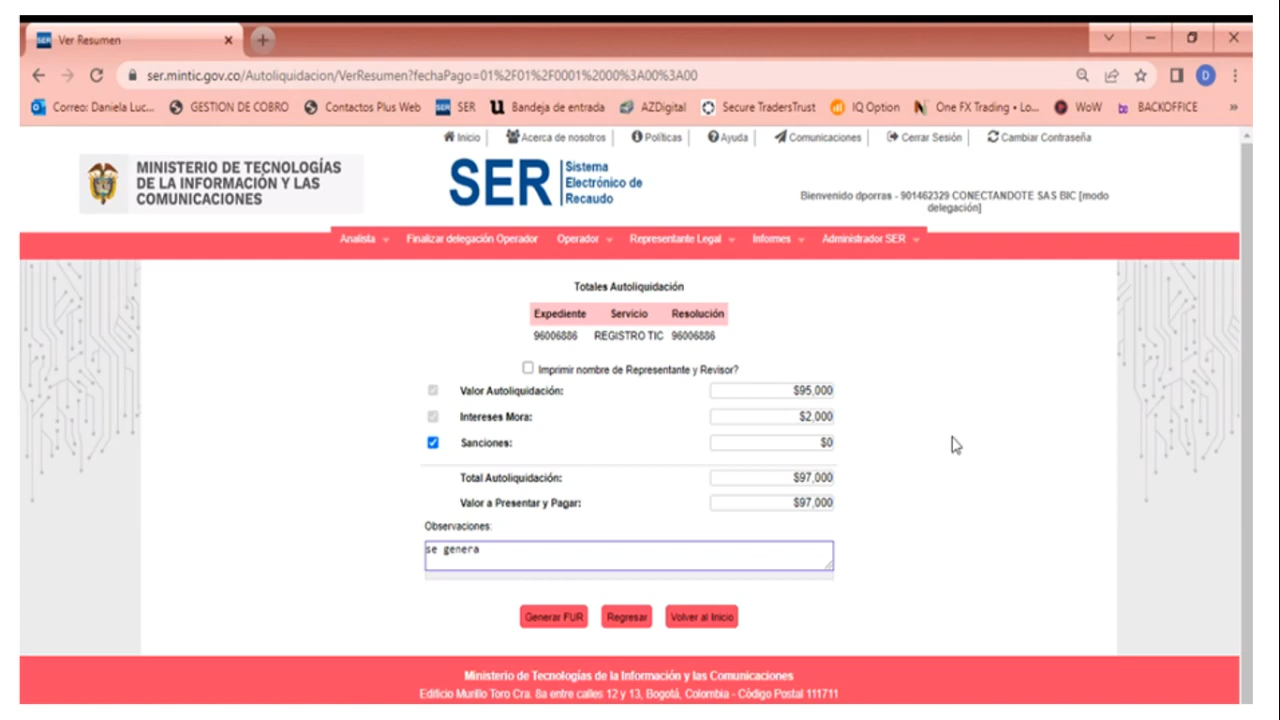 SER Ver Resumen
ser.mintic.gov.co/Autoliquidacion/VerResumen?fechaPago=01%2F01%2F0001%2000%3A00%3A00
D
Correo: Daniela Luc... GESTION DE COBRO Contactos Plus Web SER SER Bandeja de entrada AZDigital Secure TradersTrust IQ Option One FX Trading • Lo... WoW BACKOFFICE »
Inicio | Acerca de nosotros | Políticas | Ayuda | Comunicaciones | Cerrar Sesión | Cambiar Contraseña
MINISTERIO DE TECNOLOGÍAS
DE LA INFORMACIÓN Y LAS
COMUNICACIONES
SER
Sistema
Electrónico de
Recaudo
Bienvenido dporras - 901462329 CONECTANDOTE SAS BIC [modo
delegación]
Analista Finalizar delegación Operador Operador Representante Legal Informes Administrador SER
Totales Autoliquidación
Expediente Servicio Resolución
96006886 REGISTRO TIC 96006886
Imprimir nombre de Representante y Revisor?
Valor Autoliquidación: $95,000
Intereses Mora: $2,000
Sanciones: $0
Total Autoliquidación: $97,000
Valor a Presentar y Pagar: $97,000
Observaciones:
se genera
Generar FUR Regresar Volver al Inicio
Ministerio de Tecnologías de la Información y las Comunicaciones
Edificio Murillo Toro Cra. 8a entre calles 12 y 13, Bogotá, Colombia - Código Postal 111711